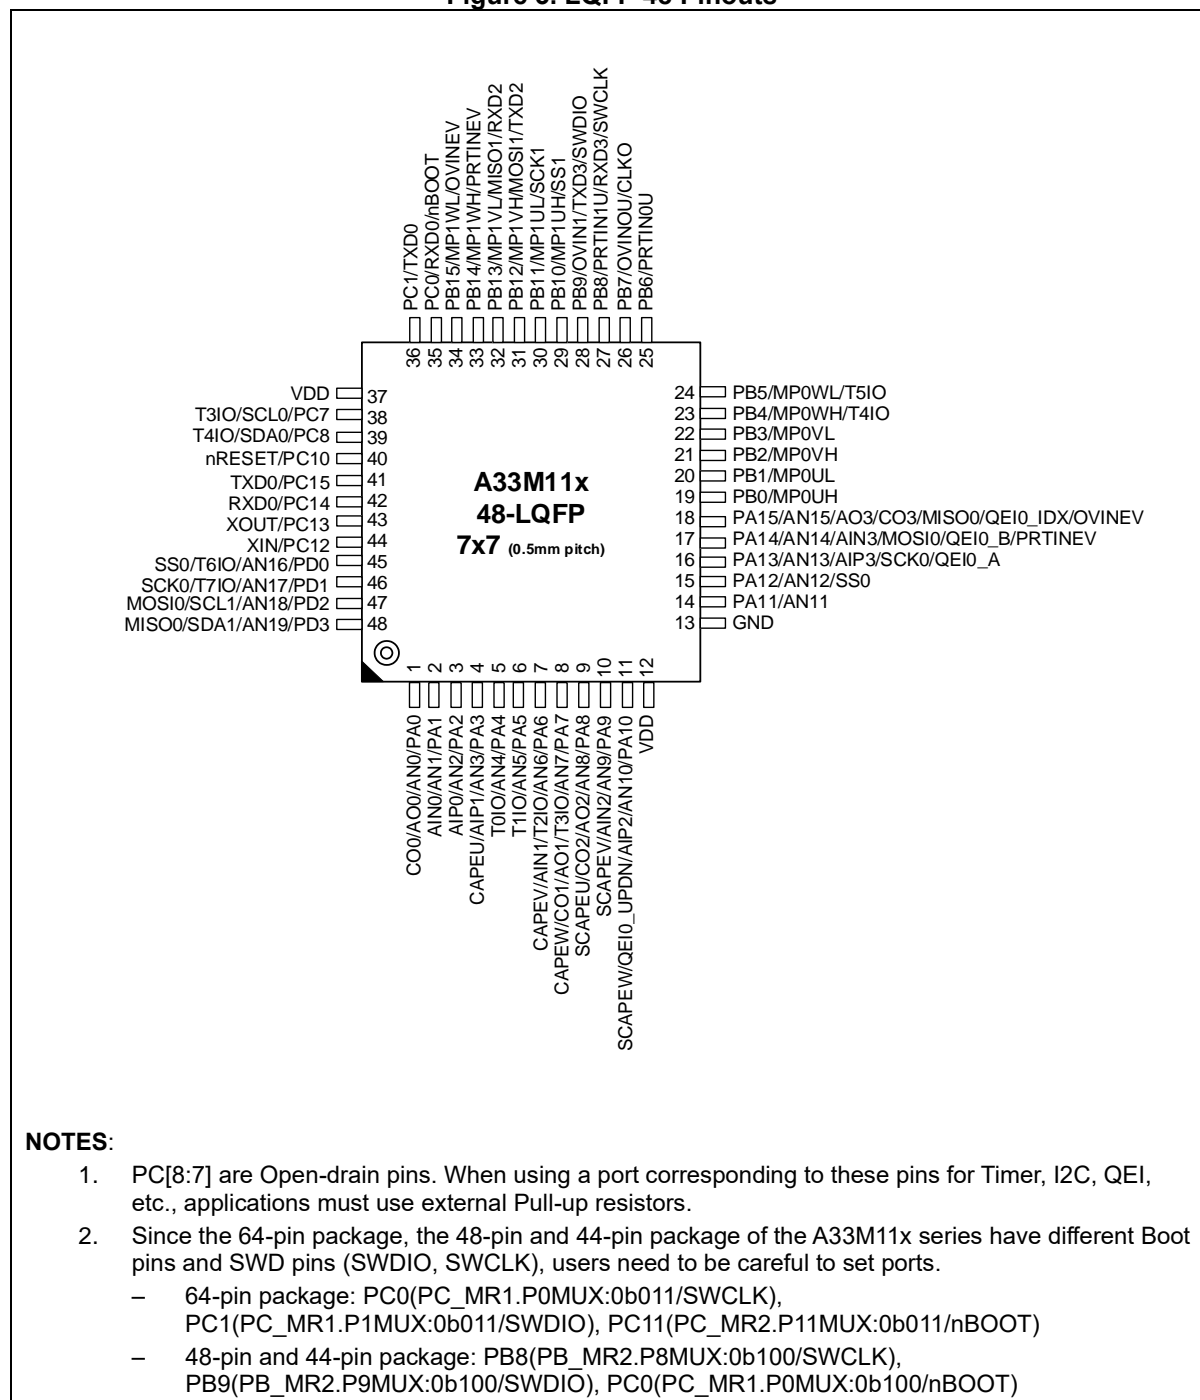 PC1/TXD0
PC0/RXD0/nBOOT
PB15/MP1WL/OVINEV
PB14/MP1WH/PRTINEV
PB13/MP1VL/MISO1/RXD2
PB12/MP1VH/MOSI1/TXD2
PB11/MP1UL/SCK1
PB10/MP1UH/SS1
PB9/OVIN1/TXD3/SWDIO
PB8/PRTIN1U/RXD3/SWCLK
PB7/OVIN0U/CLKO
PB6/PRTIN0U
36
35
34
33
32
31
30
29
28
27
26
25
VDD 37
T3IO/SCL0/PC7 38
T4IO/SDA0/PC8 39
nRESET/PC10 40
TXD0/PC15 41
RXD0/PC14 42
XOUT/PC13 43
XIN/PC12 44
SS0/T6IO/AN16/PD0 45
SCK0/T7IO/AN17/PD1 46
MOSI0/SCL1/AN18/PD2 47
MISO0/SDA1/AN19/PD3 48
A33M11x
48-LQFP
7x7 (0.5mm pitch)
24 PB5/MP0WL/T5IO
23 PB4/MP0WH/T4IO
22 PB3/MP0VL
21 PB2/MP0VH
20 PB1/MP0UL
19 PB0/MP0UH
18 PA15/AN15/AO3/CO3/MISO0/QEI0_IDX/OVINEV
17 PA14/AN14/AIN3/MOSI0/QEI0_B/PRTINEV
16 PA13/AN13/AIP3/SCK0/QEI0_A
15 PA12/AN12/SS0
14 PA11/AN11
13 GND
1
2
3
4
5
6
7
8
9
10
11
12
CO0/AO0/AN0/PA0
AIN0/AN1/PA1
AIP0/AN2/PA2
CAPEU/AIP1/AN3/PA3
T0IO/AN4/PA4
T1IO/AN5/PA5
CAPEV/AIN1/T2IO/AN6/PA6
CAPEW/CO1/AO1/T3IO/AN7/PA7
SCAPEU/CO2/AO2/AN8/PA8
SCAPEV/AIN2/AN9/PA9
SCAPEW/QEI0_UPDN/AIP2/AN10/PA10
VDD
NOTES:
1. PC[8:7] are Open-drain pins. When using a port corresponding to these pins for Timer, I2C, QEI,
etc., applications must use external Pull-up resistors.
2. Since the 64-pin package, the 48-pin and 44-pin package of the A33M11x series have different Boot
pins and SWD pins (SWDIO, SWCLK), users need to be careful to set ports.
– 64-pin package: PC0(PC_MR1.P0MUX:0b011/SWCLK),
PC1(PC_MR1.P1MUX:0b011/SWDIO), PC11(PC_MR2.P11MUX:0b011/nBOOT)
– 48-pin and 44-pin package: PB8(PB_MR2.P8MUX:0b100/SWCLK),
PB9(PB_MR2.P9MUX:0b100/SWDIO), PC0(PC_MR1.P0MUX:0b100/nBOOT)